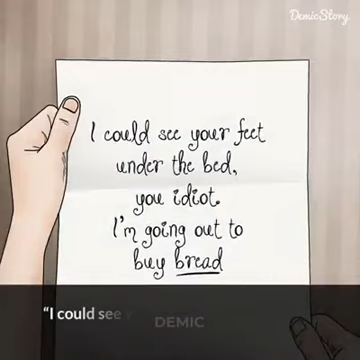 DemicStory
I could see your feet
under the bed,
you idiot.
I'm going out to
buy bread
“I could see
DEMIC